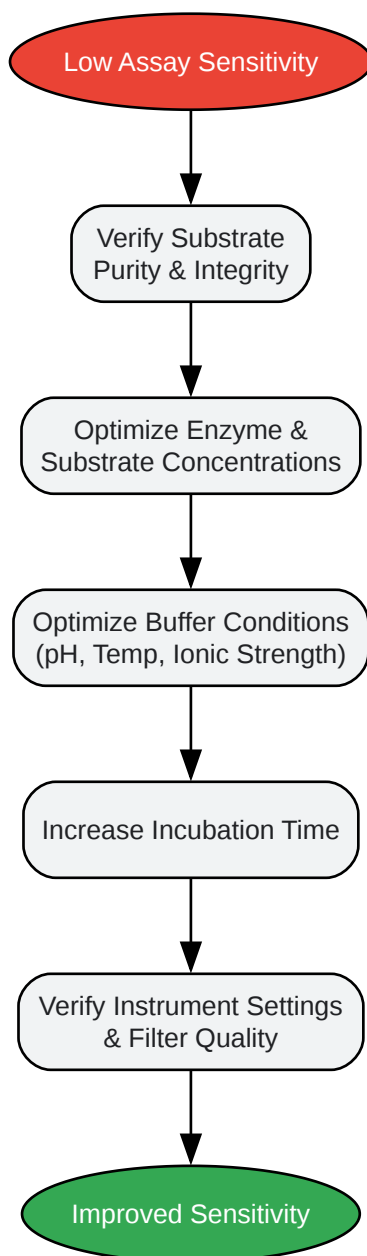 Low Assay Sensitivity
Verify Substrate
Purity & Integrity
Optimize Enzyme &
Substrate Concentrations
Optimize Buffer Conditions
(pH, Temp, Ionic Strength)
Increase Incubation Time
Verify Instrument Settings
& Filter Quality
Improved Sensitivity